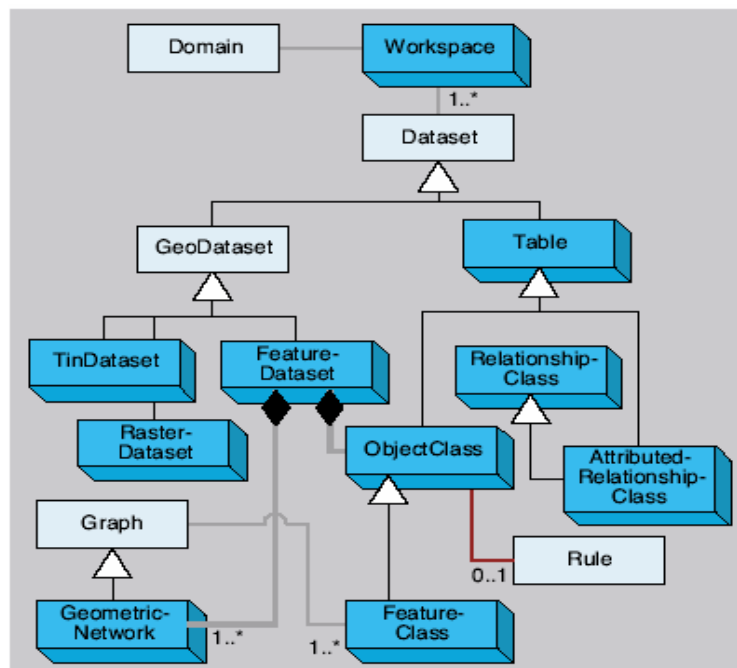 Domain
Workspace
1..*
Dataset
GeoDataset
Table
TinDataset
Feature-
Dataset
Relationship-
Class
Raster-
Dataset
ObjectClass
Attributed-
Relationship-
Class
Graph
0..1
Rule
Geometric-
Network
1..*
1..*
Feature-
Class